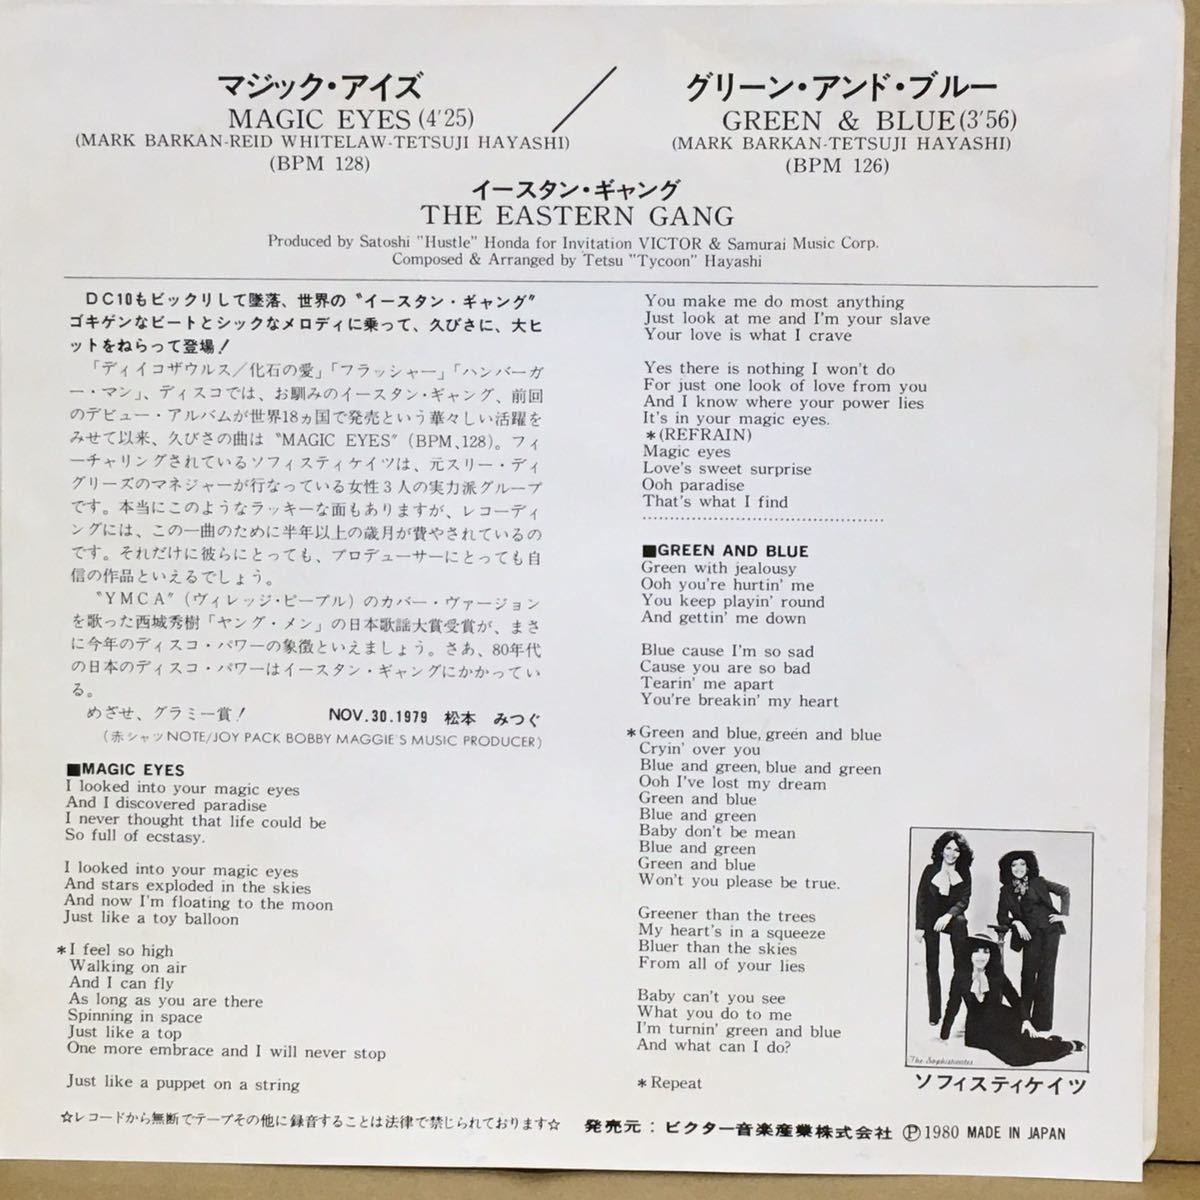 マジック・アイズ
MAGIC EYES(4'25)
(MARK BARKAN-REID WHITELAW-TETSUJI HAYASHI)
(BPM 128)
グリーン・アンド・ブルー
GREEN & BLUE(3'56)
(MARK BARKAN-TETSUJI HAYASHI)
(BPM 126)
イースタン・ギャング
THE EASTERN GANG
Produced by Satoshi "Hustle" Honda for Invitation VICTOR & Samurai Music Corp.
Composed & Arranged by Tetsu "Tycoon" Hayashi
DC10もビックリして墜落、世界の〝イースタン・ギャング〟
ゴキゲンなビートとシックなメロディに乗って、久びさに、大ヒ
ットをねらって登場!
「ディイコザウルス/化石の愛」「フラッシャー」「ハンバーガ
ー・マン」、ディスコでは、お馴みのイースタン・ギャング、前回
のデビュー・アルバムが世界18ヵ国で発売という華々しい活躍を
みせて以来、久びさの曲は〝MAGIC EYES〟(BPM、128)。フィ
ーチャリングされているソフィスティケイツは、元スリー・ディ
グリーズのマネジャーが行なっている女性3人の実力派グループ
です。本当にこのようなラッキーな面もありますが、レコーディ
ングには、この一曲のために半年以上の歳月が費やされているの
です。それだけに彼らにとっても、プロデューサーにとっても自
信の作品といえるでしょう。
〝YMCA〟(ヴィレッジ・ピープル)のカバー・ヴァージョン
を歌った西城秀樹「ヤング・メン」の日本歌謡大賞受賞が、まさ
に今年のディスコ・パワーの象徴といえましょう。さあ、80年代
の日本のディスコ・パワーはイースタン・ギャングにかかってい
る。
めざせ、グラミー賞!
NOV.30.1979 松本 みつぐ
(赤シャツNOTE/JOY PACK BOBBY MAGGIE'S MUSIC PRODUCER)
■MAGIC EYES
I looked into your magic eyes
And I discovered paradise
I never thought that life could be
So full of ecstasy.
I looked into your magic eyes
And stars exploded in the skies
And now I'm floating to the moon
Just like a toy balloon
*I feel so high
Walking on air
And I can fly
As long as you are there
Spinning in space
Just like a top
One more embrace and I will never stop
Just like a puppet on a string
You make me do most anything
Just look at me and I'm your slave
Your love is what I crave
Yes there is nothing I won't do
For just one look of love from you
And I know where your power lies
It's in your magic eyes.
*(REFRAIN)
Magic eyes
Love's sweet surprise
Ooh paradise
That's what I find
■GREEN AND BLUE
Green with jealousy
Ooh you're hurtin' me
You keep playin' round
And gettin' me down
Blue cause I'm so sad
Cause you are so bad
Tearin' me apart
You're breakin' my heart
*Green and blue, green and blue
Cryin' over you
Blue and green, blue and green
Ooh I've lost my dream
Green and blue
Blue and green
Baby don't be mean
Blue and green
Green and blue
Won't you please be true.
Greener than the trees
My heart's in a squeeze
Bluer than the skies
From all of your lies
Baby can't you see
What you do to me
I'm turnin' green and blue
And what can I do?
*Repeat
The Sophisticates
ソフィスティケイツ
☆レコードから無断でテープその他に録音することは法律で禁じられております☆
発売元:ビクター音楽産業株式会社 Ⓟ1980 MADE IN JAPAN